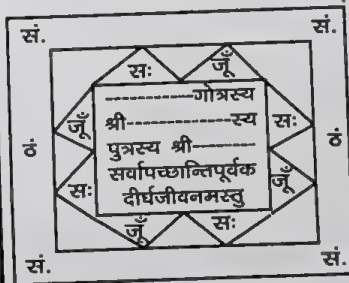 सं. सं.
सः जूँ
जूँ सः
----------गोत्रस्य
श्री---------------स्य
पुत्रस्य श्री----------
सर्वापच्छान्तिपूर्वक
दीर्घजीवनमस्तु
ठं ठं
सः जूँ
जूँ सः
सं. सं.